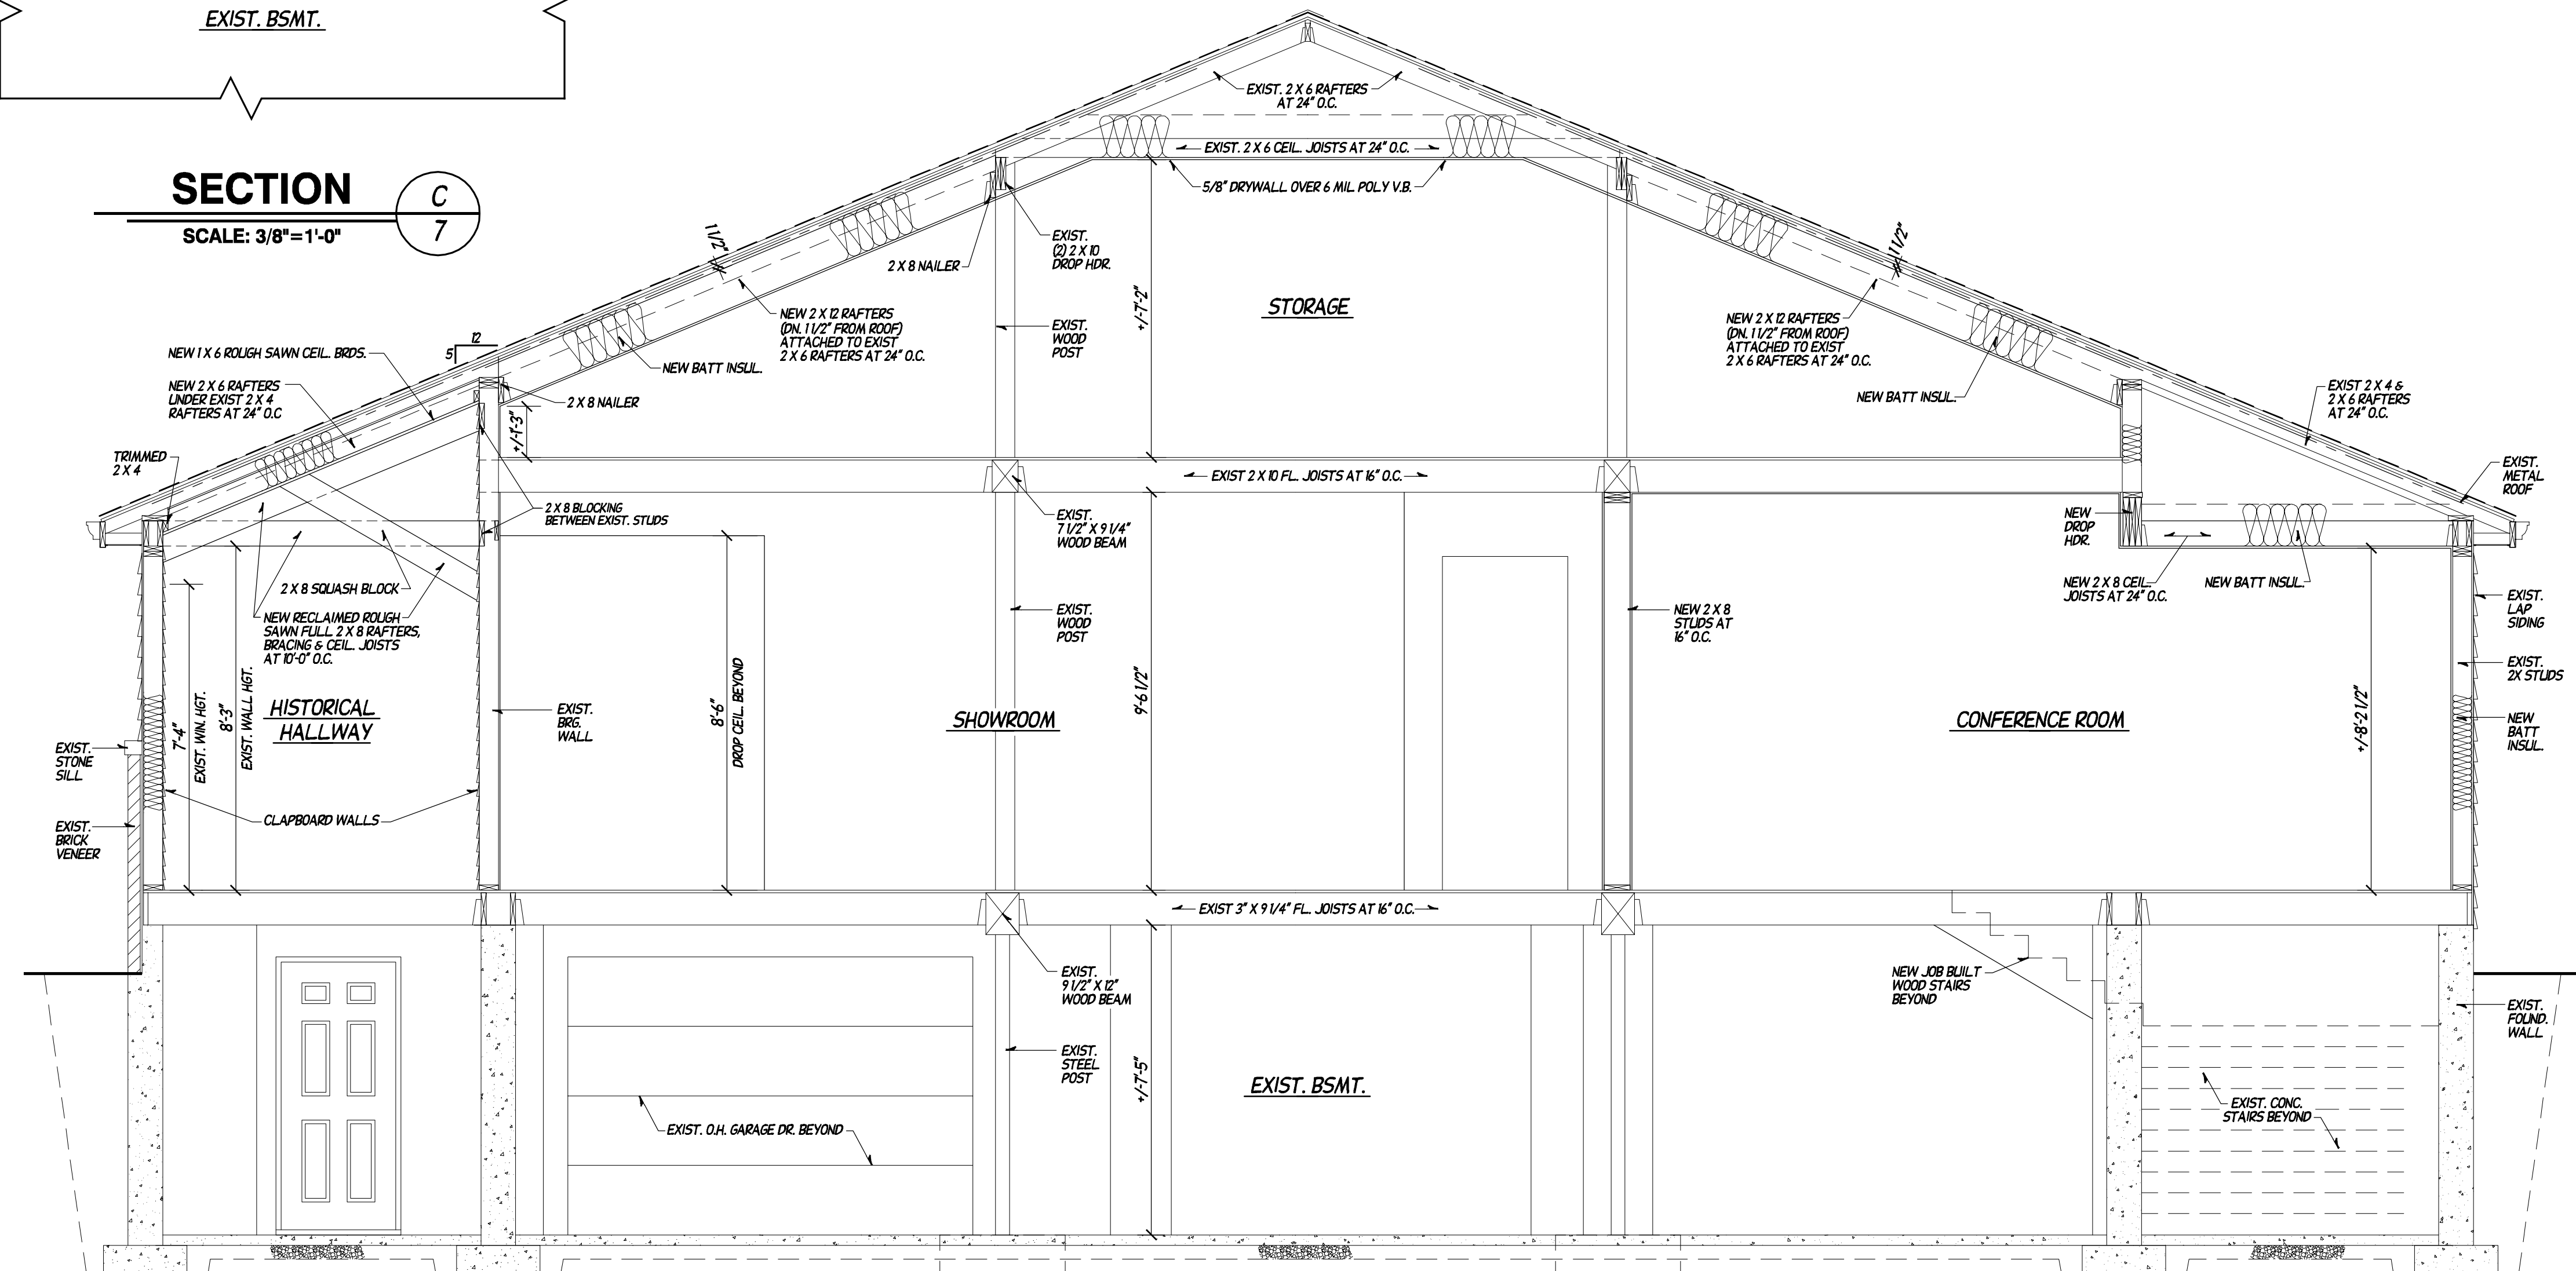 EXIST. BSMT.
SECTION
C
7
SCALE: 3/8"=1'-0"
EXIST. 2 X 6 RAFTERS
AT 24" O.C.
EXIST. 2 X 6 CEIL. JOISTS AT 24" O.C.
5/8" DRYWALL OVER 6 MIL POLY V.B.
1 1/2"
1 1/2"
2 X 8 NAILER
EXIST.
(2) 2 X 10
DROP HDR.
STORAGE
+/-7'-2"
NEW 2 X 12 RAFTERS
(DN. 1 1/2" FROM ROOF)
ATTACHED TO EXIST
2 X 6 RAFTERS AT 24" O.C.
EXIST.
WOOD
POST
NEW 2 X 12 RAFTERS
(DN. 1 1/2" FROM ROOF)
ATTACHED TO EXIST
2 X 6 RAFTERS AT 24" O.C.
12
5
NEW 1 X 6 ROUGH SAWN CEIL. BRDS.
NEW BATT INSUL.
NEW BATT INSUL.
NEW 2 X 6 RAFTERS
UNDER EXIST 2 X 4
RAFTERS AT 24" O.C
2 X 8 NAILER
+/-1'-3"
EXIST 2 X 4 &
2 X 6 RAFTERS
AT 24" O.C.
TRIMMED
2 X 4
EXIST 2 X 10 FL. JOISTS AT 16" O.C.
EXIST.
METAL
ROOF
2 X 8 BLOCKING
BETWEEN EXIST. STUDS
EXIST.
7 1/2" X 9 1/4"
WOOD BEAM
NEW
DROP
HDR.
2 X 8 SQUASH BLOCK
NEW 2 X 8 CEIL.
JOISTS AT 24" O.C.
NEW BATT INSUL.
NEW RECLAIMED ROUGH
SAWN FULL 2 X 8 RAFTERS,
BRACING & CEIL. JOISTS
AT 10'-0" O.C.
EXIST.
WOOD
POST
NEW 2 X 8
STUDS AT
16" O.C.
EXIST.
LAP
SIDING
EXIST.
2X STUDS
7'-4"
EXIST. WIN. HGT.
8'-3"
EXIST. WALL HGT.
HISTORICAL
HALLWAY
EXIST.
BRG.
WALL
8'-6"
DROP CEIL. BEYOND
SHOWROOM
9'-6 1/2"
CONFERENCE ROOM
+/-8'-2 1/2"
NEW
BATT
INSUL.
EXIST.
STONE
SILL
CLAPBOARD WALLS
EXIST.
BRICK
VENEER
EXIST 3" X 9 1/4" FL. JOISTS AT 16" O.C.
EXIST.
9 1/2" X 12"
WOOD BEAM
NEW JOB BUILT
WOOD STAIRS
BEYOND
EXIST.
FOUND.
WALL
EXIST.
STEEL
POST
+/-7'-5"
EXIST. BSMT.
EXIST. CONC.
STAIRS BEYOND
EXIST. O.H. GARAGE DR. BEYOND